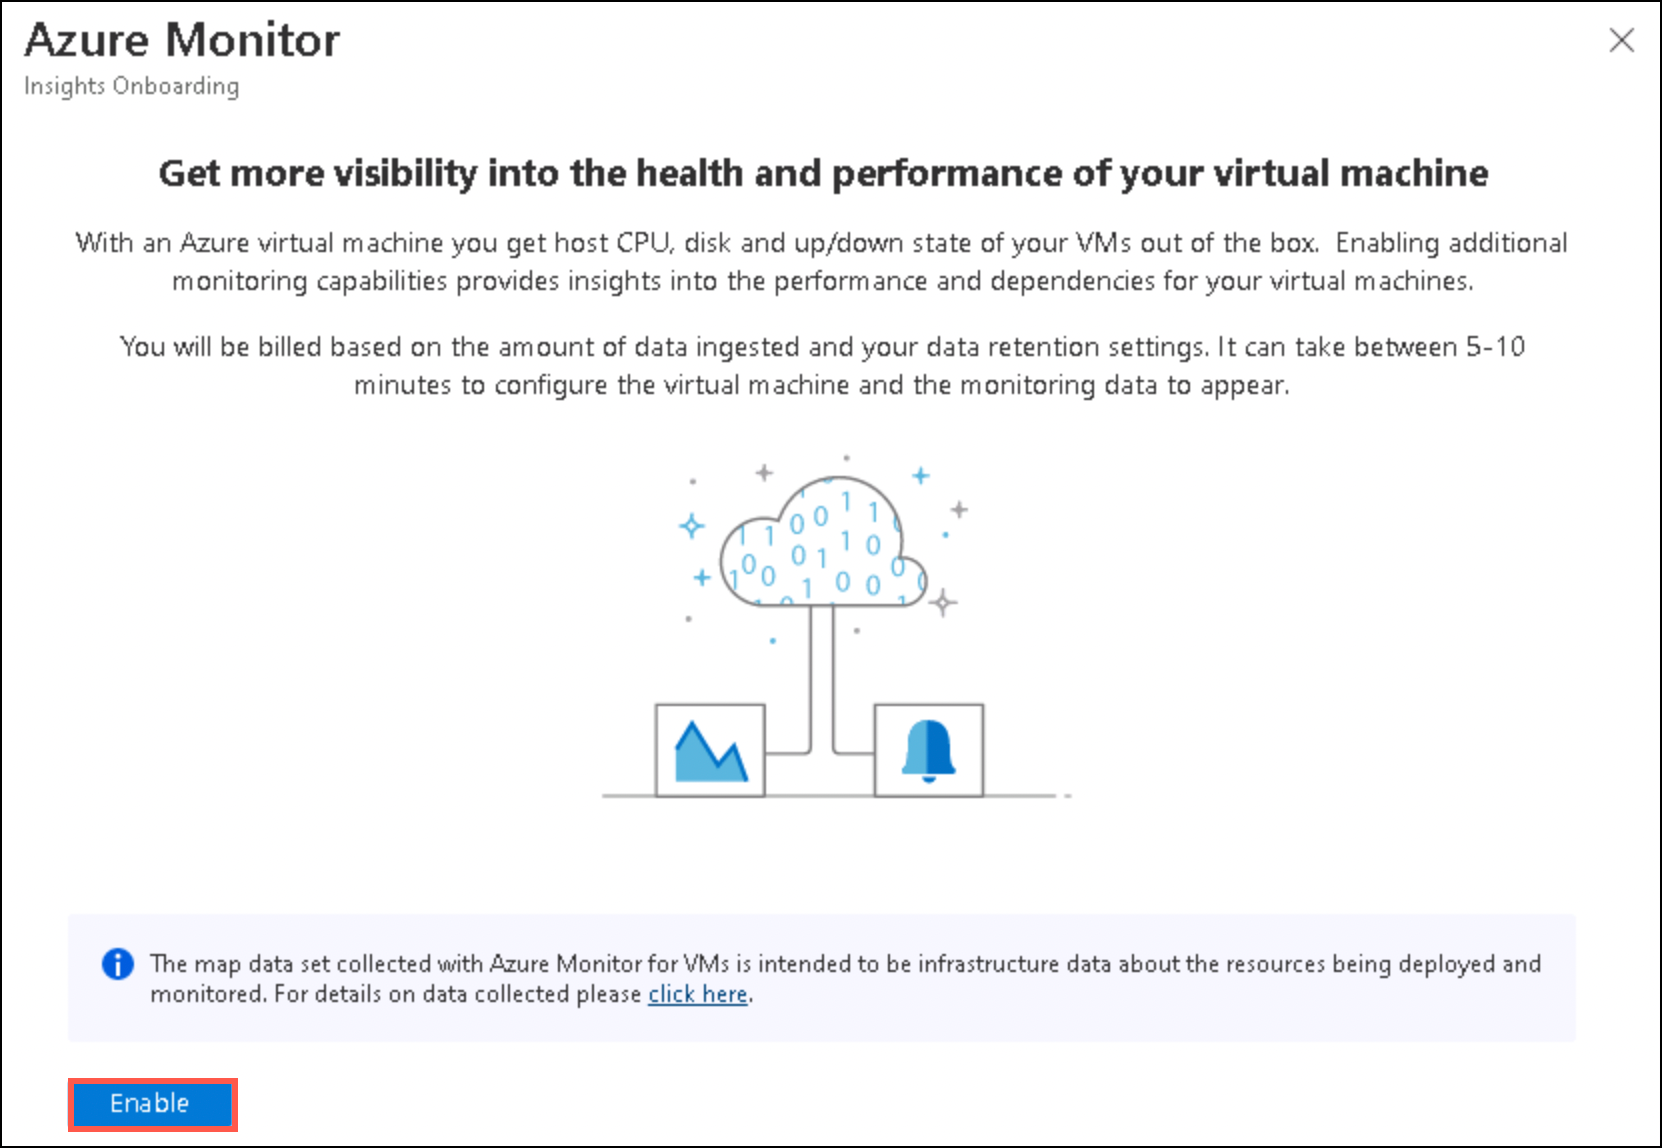 Azure Monitor
Insights Onboarding
Get more visibility into the health and performance of your virtual machine
With an Azure virtual machine you get host CPU, disk and up/down state of your VMs out of the box.  Enabling additional
monitoring capabilities provides insights into the performance and dependencies for your virtual machines.
You will be billed based on the amount of data ingested and your data retention settings. It can take between 5-10
minutes to configure the virtual machine and the monitoring data to appear.
The map data set collected with Azure Monitor for VMs is intended to be infrastructure data about the resources being deployed and
monitored. For details on data collected please click here.
Enable